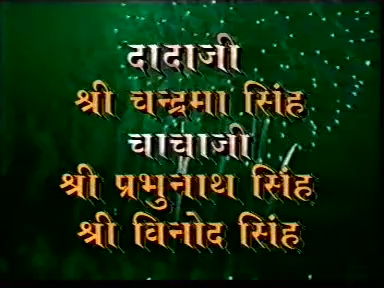 दादाजी
श्री चन्द्रमा सिंह
चाचाजी
श्री प्रभुनाथ सिंह
श्री विनोद सिंह